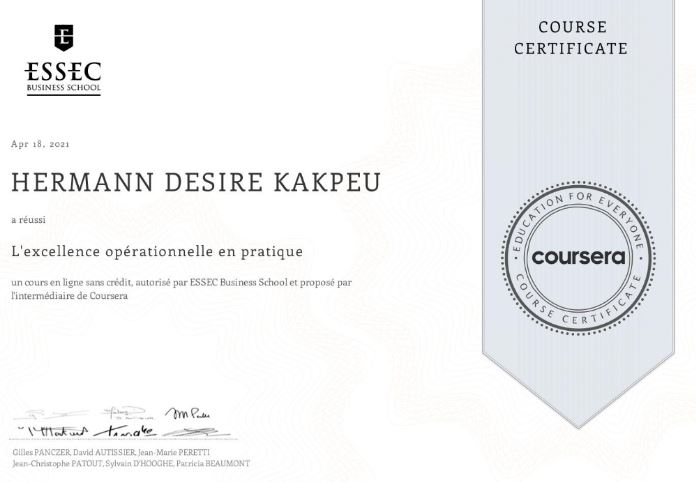 ESSEC
BUSINESS SCHOOL
COURSE
CERTIFICATE
Apr 18, 2021
HERMANN DESIRE KAKPEU
a réussi
L'excellence opérationnelle en pratique
un cours en ligne sans crédit, autorisé par ESSEC Business School et proposé par
l'intermédiaire de Coursera
EDUCATION FOR EVERYONE
coursera
COURSE CERTIFICATE
Gilles PANCZER, David AUTISSIER, Jean-Marie PERETTI
Jean-Christophe PATOUT, Sylvain D'HOOGHE, Patricia BEAUMONT